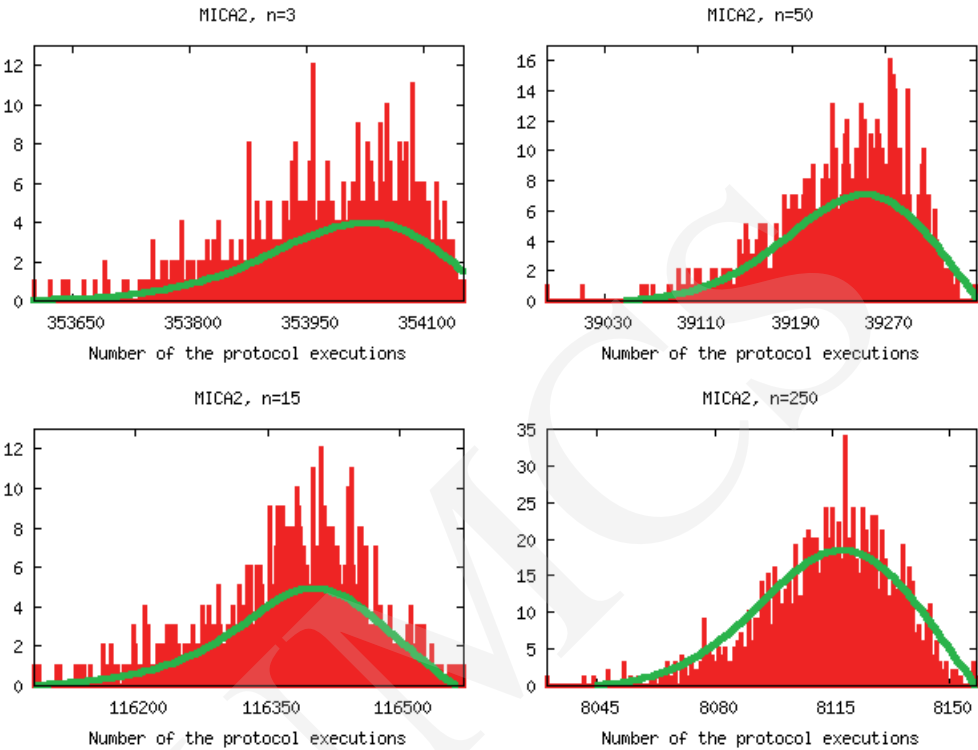 MICA2, n=3
12
10
8
6
4
2
0
353650 353800 353950 354100
Number of the protocol executions
MICA2, n=50
16
14
12
10
8
6
4
2
0
39030 39110 39190 39270
Number of the protocol executions
MICA2, n=15
12
10
8
6
4
2
0
116200 116350 116500
Number of the protocol executions
MICA2, n=250
35
30
25
20
15
10
5
0
8045 8080 8115 8150
Number of the protocol executions
UMCS